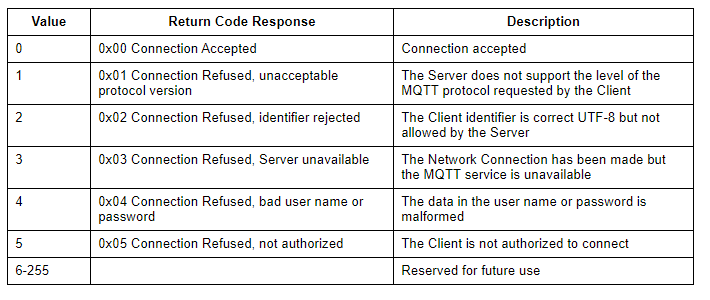 Value Return Code Response Description
0 0x00 Connection Accepted Connection accepted
1 0x01 Connection Refused, unacceptable protocol version The Server does not support the level of the MQTT protocol requested by the Client
2 0x02 Connection Refused, identifier rejected The Client identifier is correct UTF-8 but not allowed by the Server
3 0x03 Connection Refused, Server unavailable The Network Connection has been made but the MQTT service is unavailable
4 0x04 Connection Refused, bad user name or password The data in the user name or password is malformed
5 0x05 Connection Refused, not authorized The Client is not authorized to connect
6-255 Reserved for future use